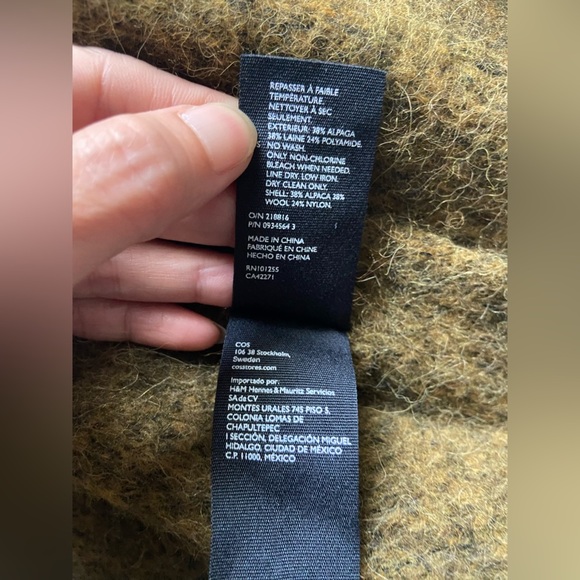 REPASSER À FAIBLE
TEMPÉRATURE.
NETTOYER À SEC
SEULEMENT.
EXTERIEUR: 38% ALPAGA
38% LAINE 24% POLYAMIDE.
NO WASH.
ONLY NON-CHLORINE
BLEACH WHEN NEEDED.
LINE DRY, LOW IRON.
DRY CLEAN ONLY.
SHELL: 38% ALPACA 38%
WOOL 24% NYLON.
O/N 218816
P/N 0934564 3
MADE IN CHINA
FABRIQUÉ EN CHINE
HECHO EN CHINA
RN101255
CA42271
COS
106 38 Stockholm,
Sweden
cosstores.com
Importado por:
H&M Hennes & Mauritz Servicios
SA de CV
MONTES URALES 745 PISO 5,
COLONIA LOMAS DE
CHAPULTEPEC
I SECCIÓN, DELEGACIÓN MIGUEL
HIDALGO, CIUDAD DE MÉXICO
C.P. 11000, MÉXICO